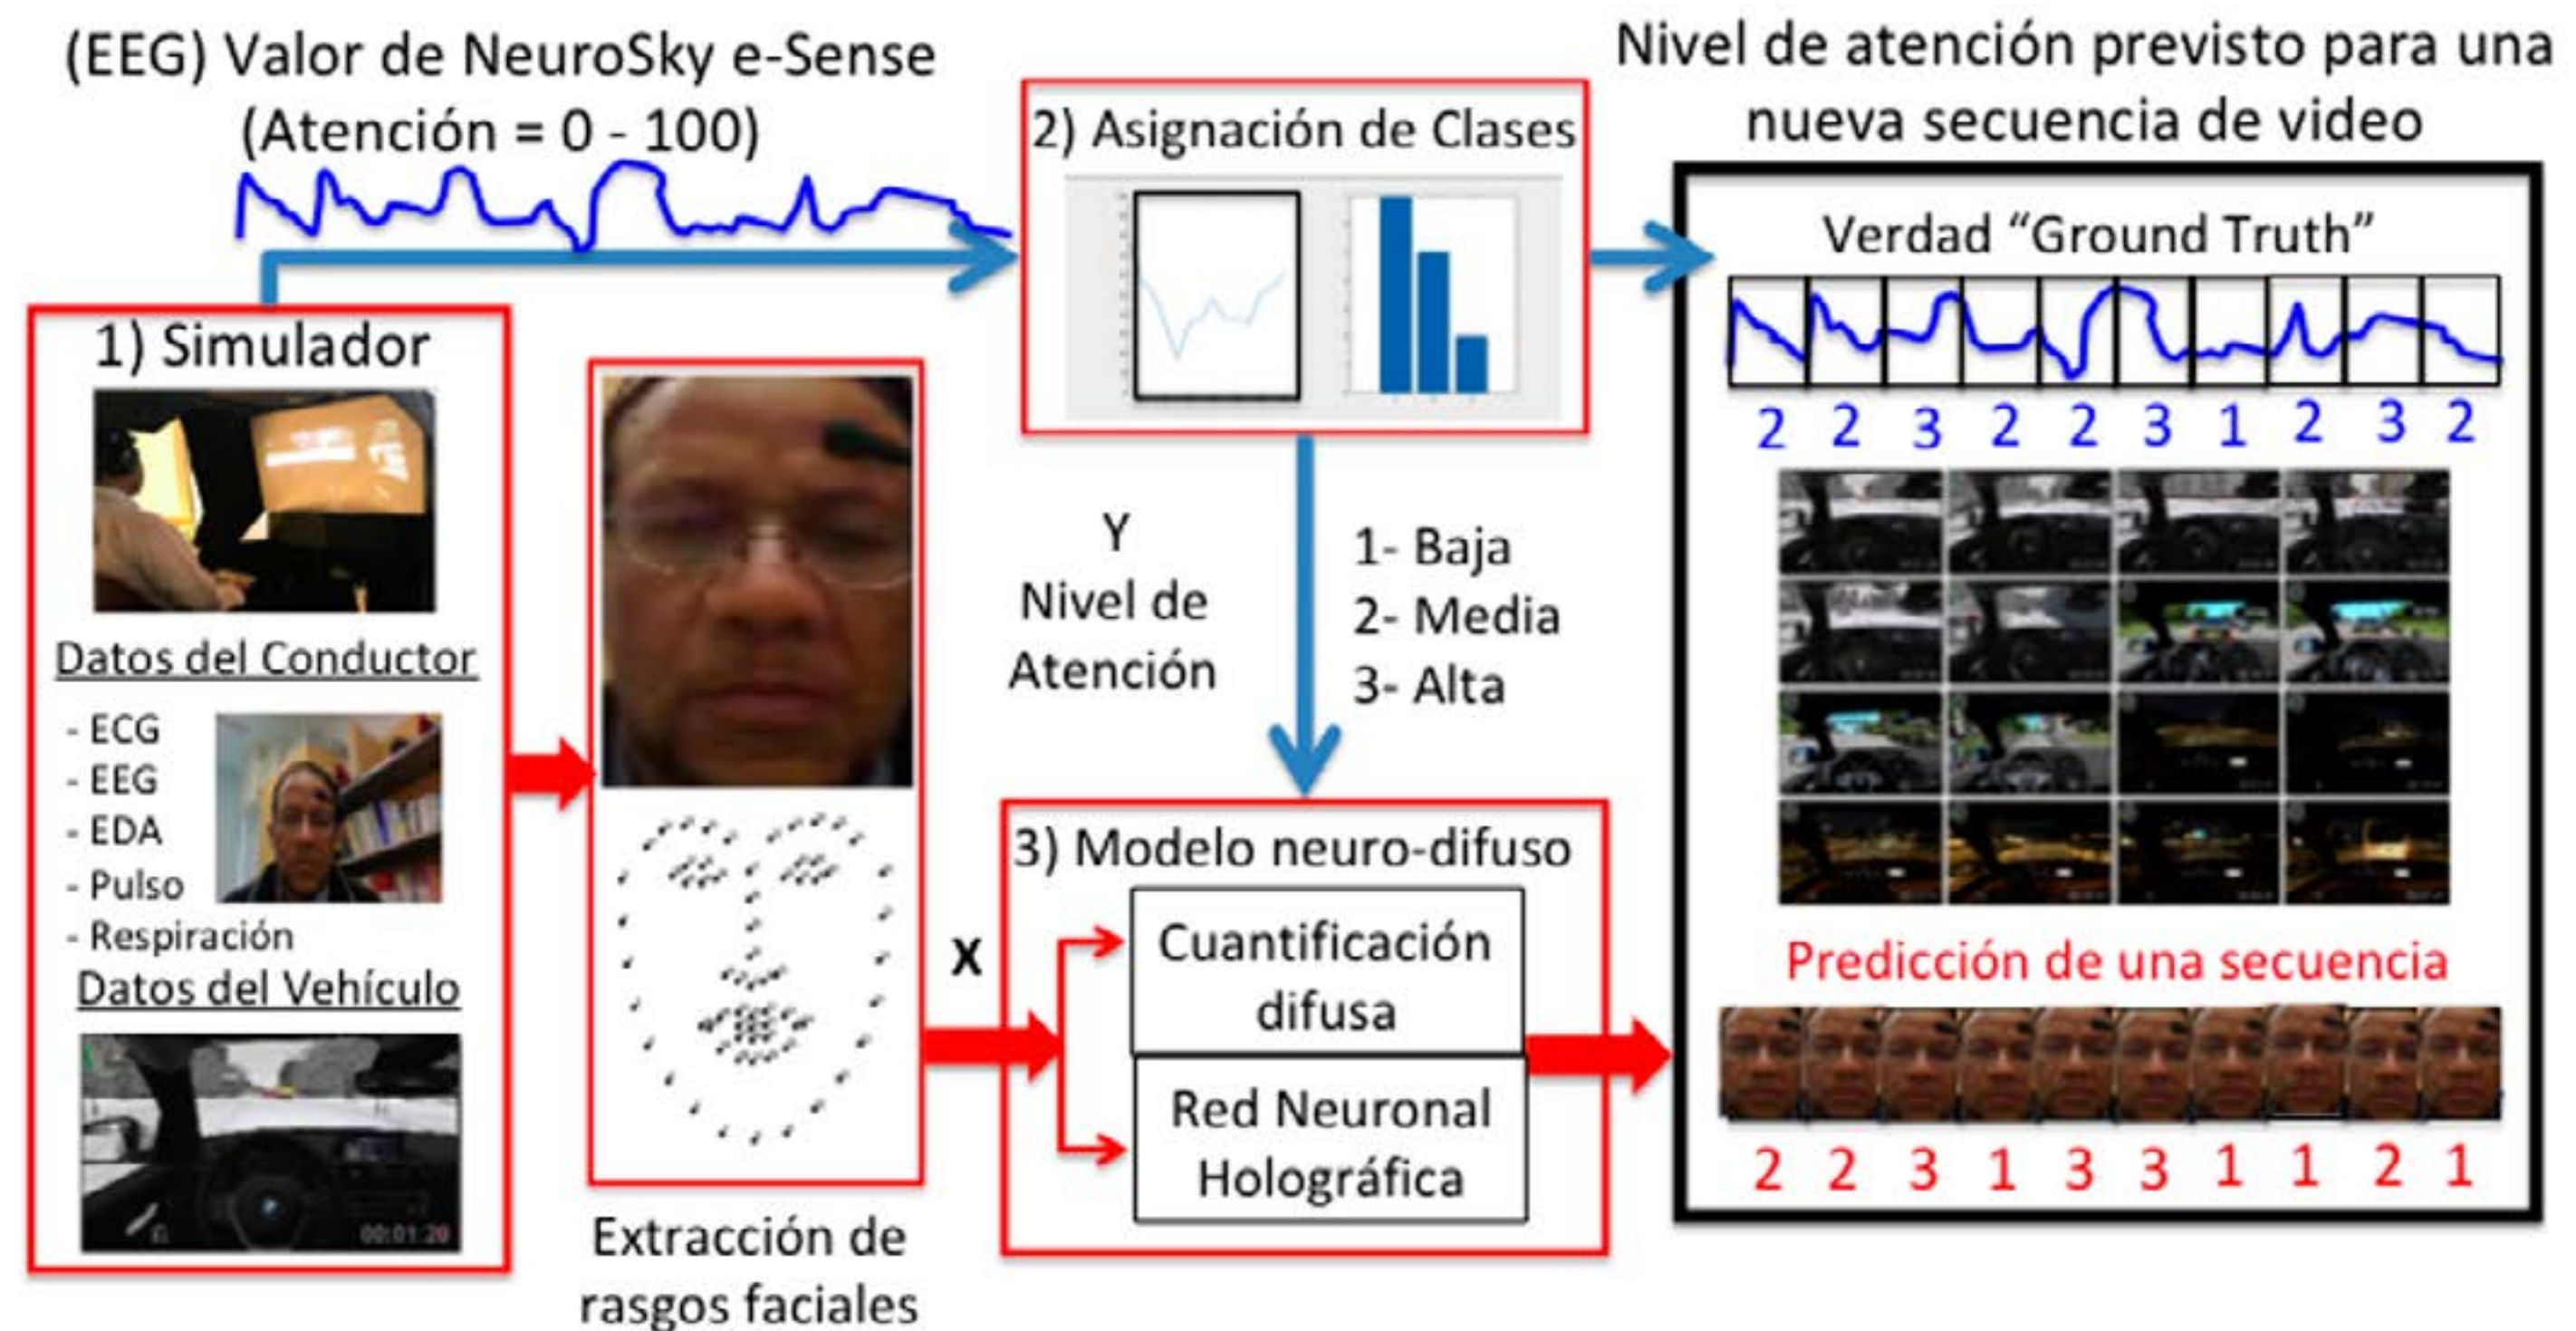 (EEG) Valor de NeuroSky e-Sense
(Atención = 0 - 100)
1) Simulador
Datos del Conductor
- ECG
- EEG
- EDA
- Pulso
- Respiración
Datos del Vehículo
00:01:20
Extracción de
rasgos faciales
2) Asignación de Clases
Y
Nivel de
Atención
1- Baja
2- Media
3- Alta
X
3) Modelo neuro-difuso
Cuantificación
difusa
Red Neuronal
Holográfica
Nivel de atención previsto para una
nueva secuencia de video
Verdad “Ground Truth”
2 2 3 2 2 3 1 2 3 2
Predicción de una secuencia
2 2 3 1 3 3 1 1 2 1